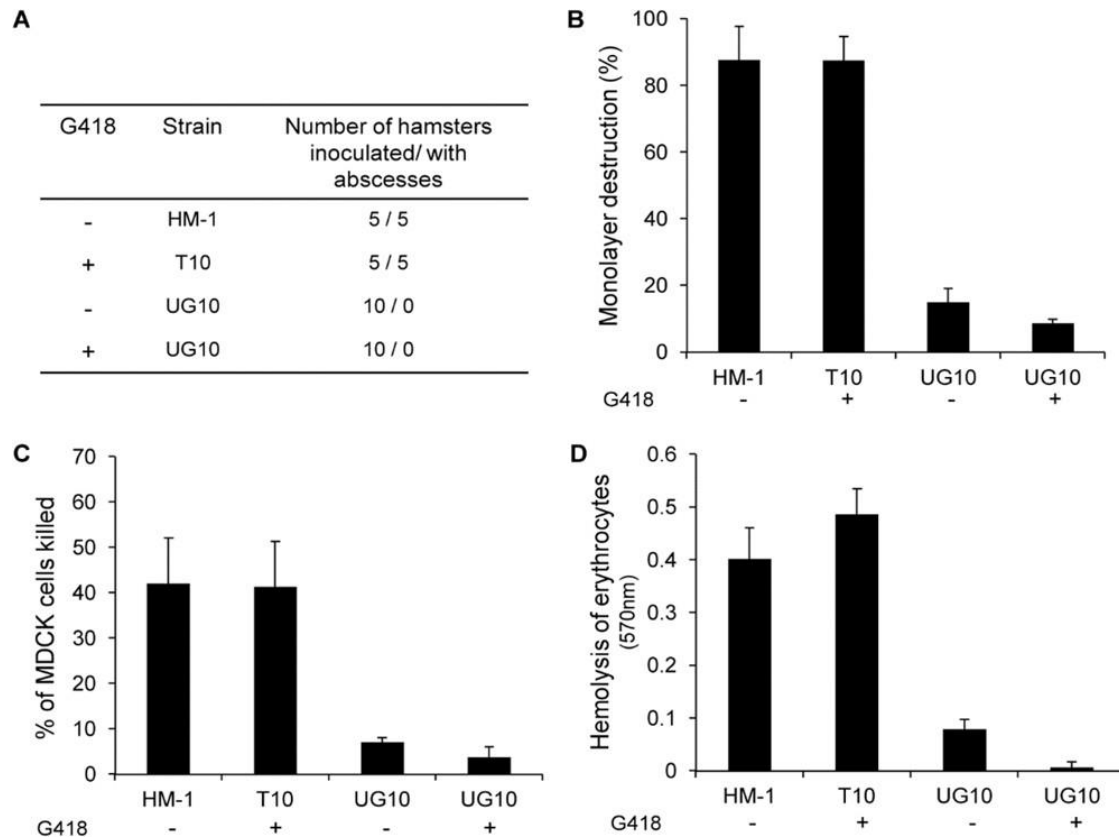 A
G418 Strain Number of hamsters
inoculated/ with
abscesses
- HM-1 5 / 5
+ T10 5 / 5
- UG10 10 / 0
+ UG10 10 / 0
B
Monolayer destruction (%)
100
80
60
40
20
0
HM-1 T10 UG10 UG10
G418 - + - +
C
% of MDCK cells killed
70
60
50
40
30
20
10
0
HM-1 T10 UG10 UG10
G418 - + - +
D
Hemolysis of erythrocytes
(570nm)
0.6
0.5
0.4
0.3
0.2
0.1
0
HM-1 T10 UG10 UG10
G418 - + - +